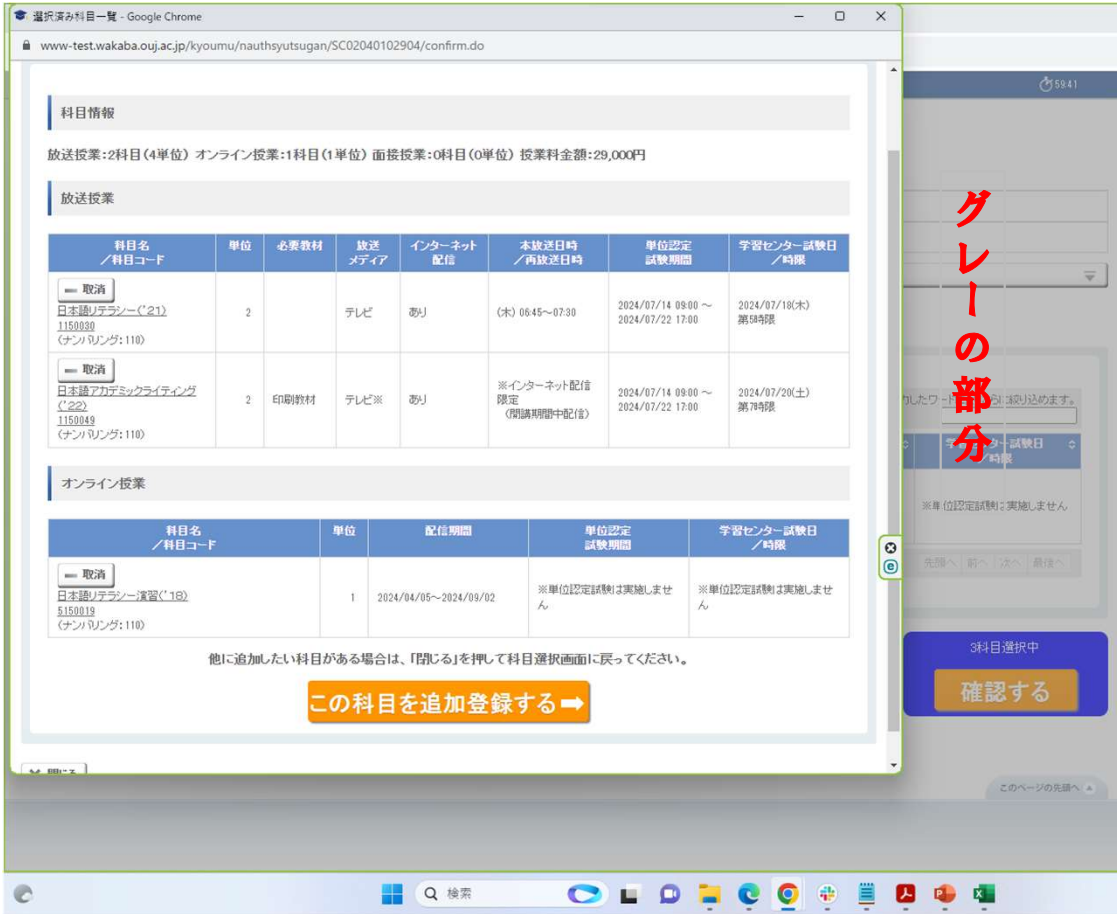 選択済み科目一覧 - Google Chrome
www-test.wakaba.ouj.ac.jp/kyoumu/nauthsyutsugan/SC02040102904/confirm.do
59:41
科目情報
放送授業:2科目(4単位) オンライン授業:1科目(1単位) 面接授業:0科目(0単位) 授業料金額:29,000円
放送授業
科目名／科目コード 単位 必要教材 放送メディア インターネット配信 本放送日時／再放送日時 単位認定試験期間 学習センター試験日／時限
取消
日本語リテラシー('21)
1150030
(ナンバリング:110)
2 テレビ あり (木) 06:45～07:30 2024/07/14 09:00 ～ 2024/07/22 17:00 2024/07/18(木) 第5時限
取消
日本語アカデミックライティング
('22)
1150049
(ナンバリング:110)
2 印刷教材 テレビ※ あり ※インターネット配信限定(開講期間中配信) 2024/07/14 09:00 ～ 2024/07/22 17:00 2024/07/20(土) 第7時限
オンライン授業
科目名／科目コード 単位 配信期間 単位認定試験期間 学習センター試験日／時限
取消
日本語リテラシー演習('18)
5150019
(ナンバリング:110)
1 2024/04/05～2024/09/02 ※単位認定試験は実施しません ※単位認定試験は実施しません
他に追加したい科目がある場合は、「閉じる」を押して科目選択画面に戻ってください。
この科目を追加登録する
閉じる
グレーの部分
学習センター試験日
／時限
※単位認定試験は実施しません
先頭へ 前へ 次へ 最後へ
3科目選択中
確認する
このページの先頭へ
検索